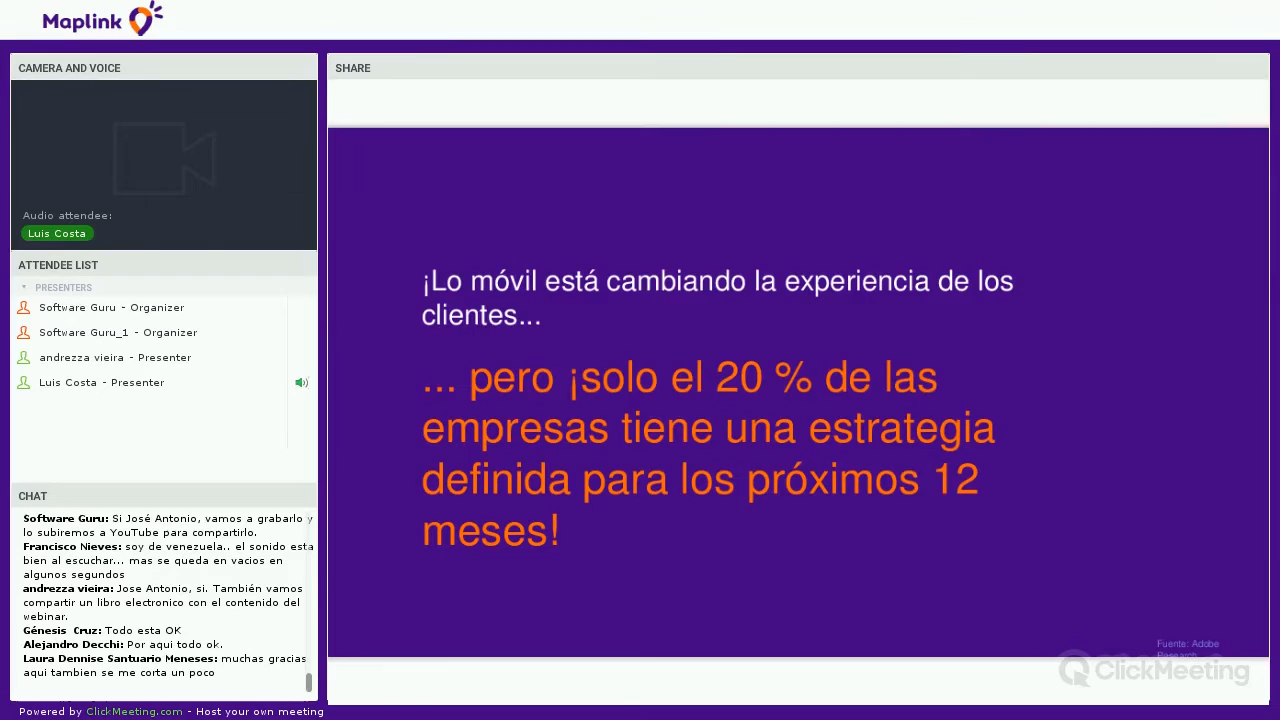 Maplink
CAMERA AND VOICE
Audio attendee:
Luis Costa
ATTENDEE LIST
PRESENTERS
Software Guru - Organizer
Software Guru_1 - Organizer
andrezza vieira - Presenter
Luis Costa - Presenter
CHAT
Software Guru: Si José Antonio, vamos a grabarlo y
lo subiremos a YouTube para compartirlo.
Francisco Nieves: soy de venezuela.. el sonido esta
bien al escuchar... mas se queda en vacios en
algunos segundos
andrezza vieira: Jose Antonio, si. También vamos
compartir un libro electronico con el contenido del
webinar.
Génesis Cruz: Todo esta OK
Alejandro Decchi: Por aqui todo ok.
Laura Dennise Santuario Meneses: muchas gracias
aqui tambien se me corta un poco
Powered by ClickMeeting.com - Host your own meeting
SHARE
¡Lo móvil está cambiando la experiencia de los
clientes...
... pero ¡solo el 20 % de las
empresas tiene una estrategia
definida para los próximos 12
meses!
Fuente: Adobe
Research
ClickMeeting